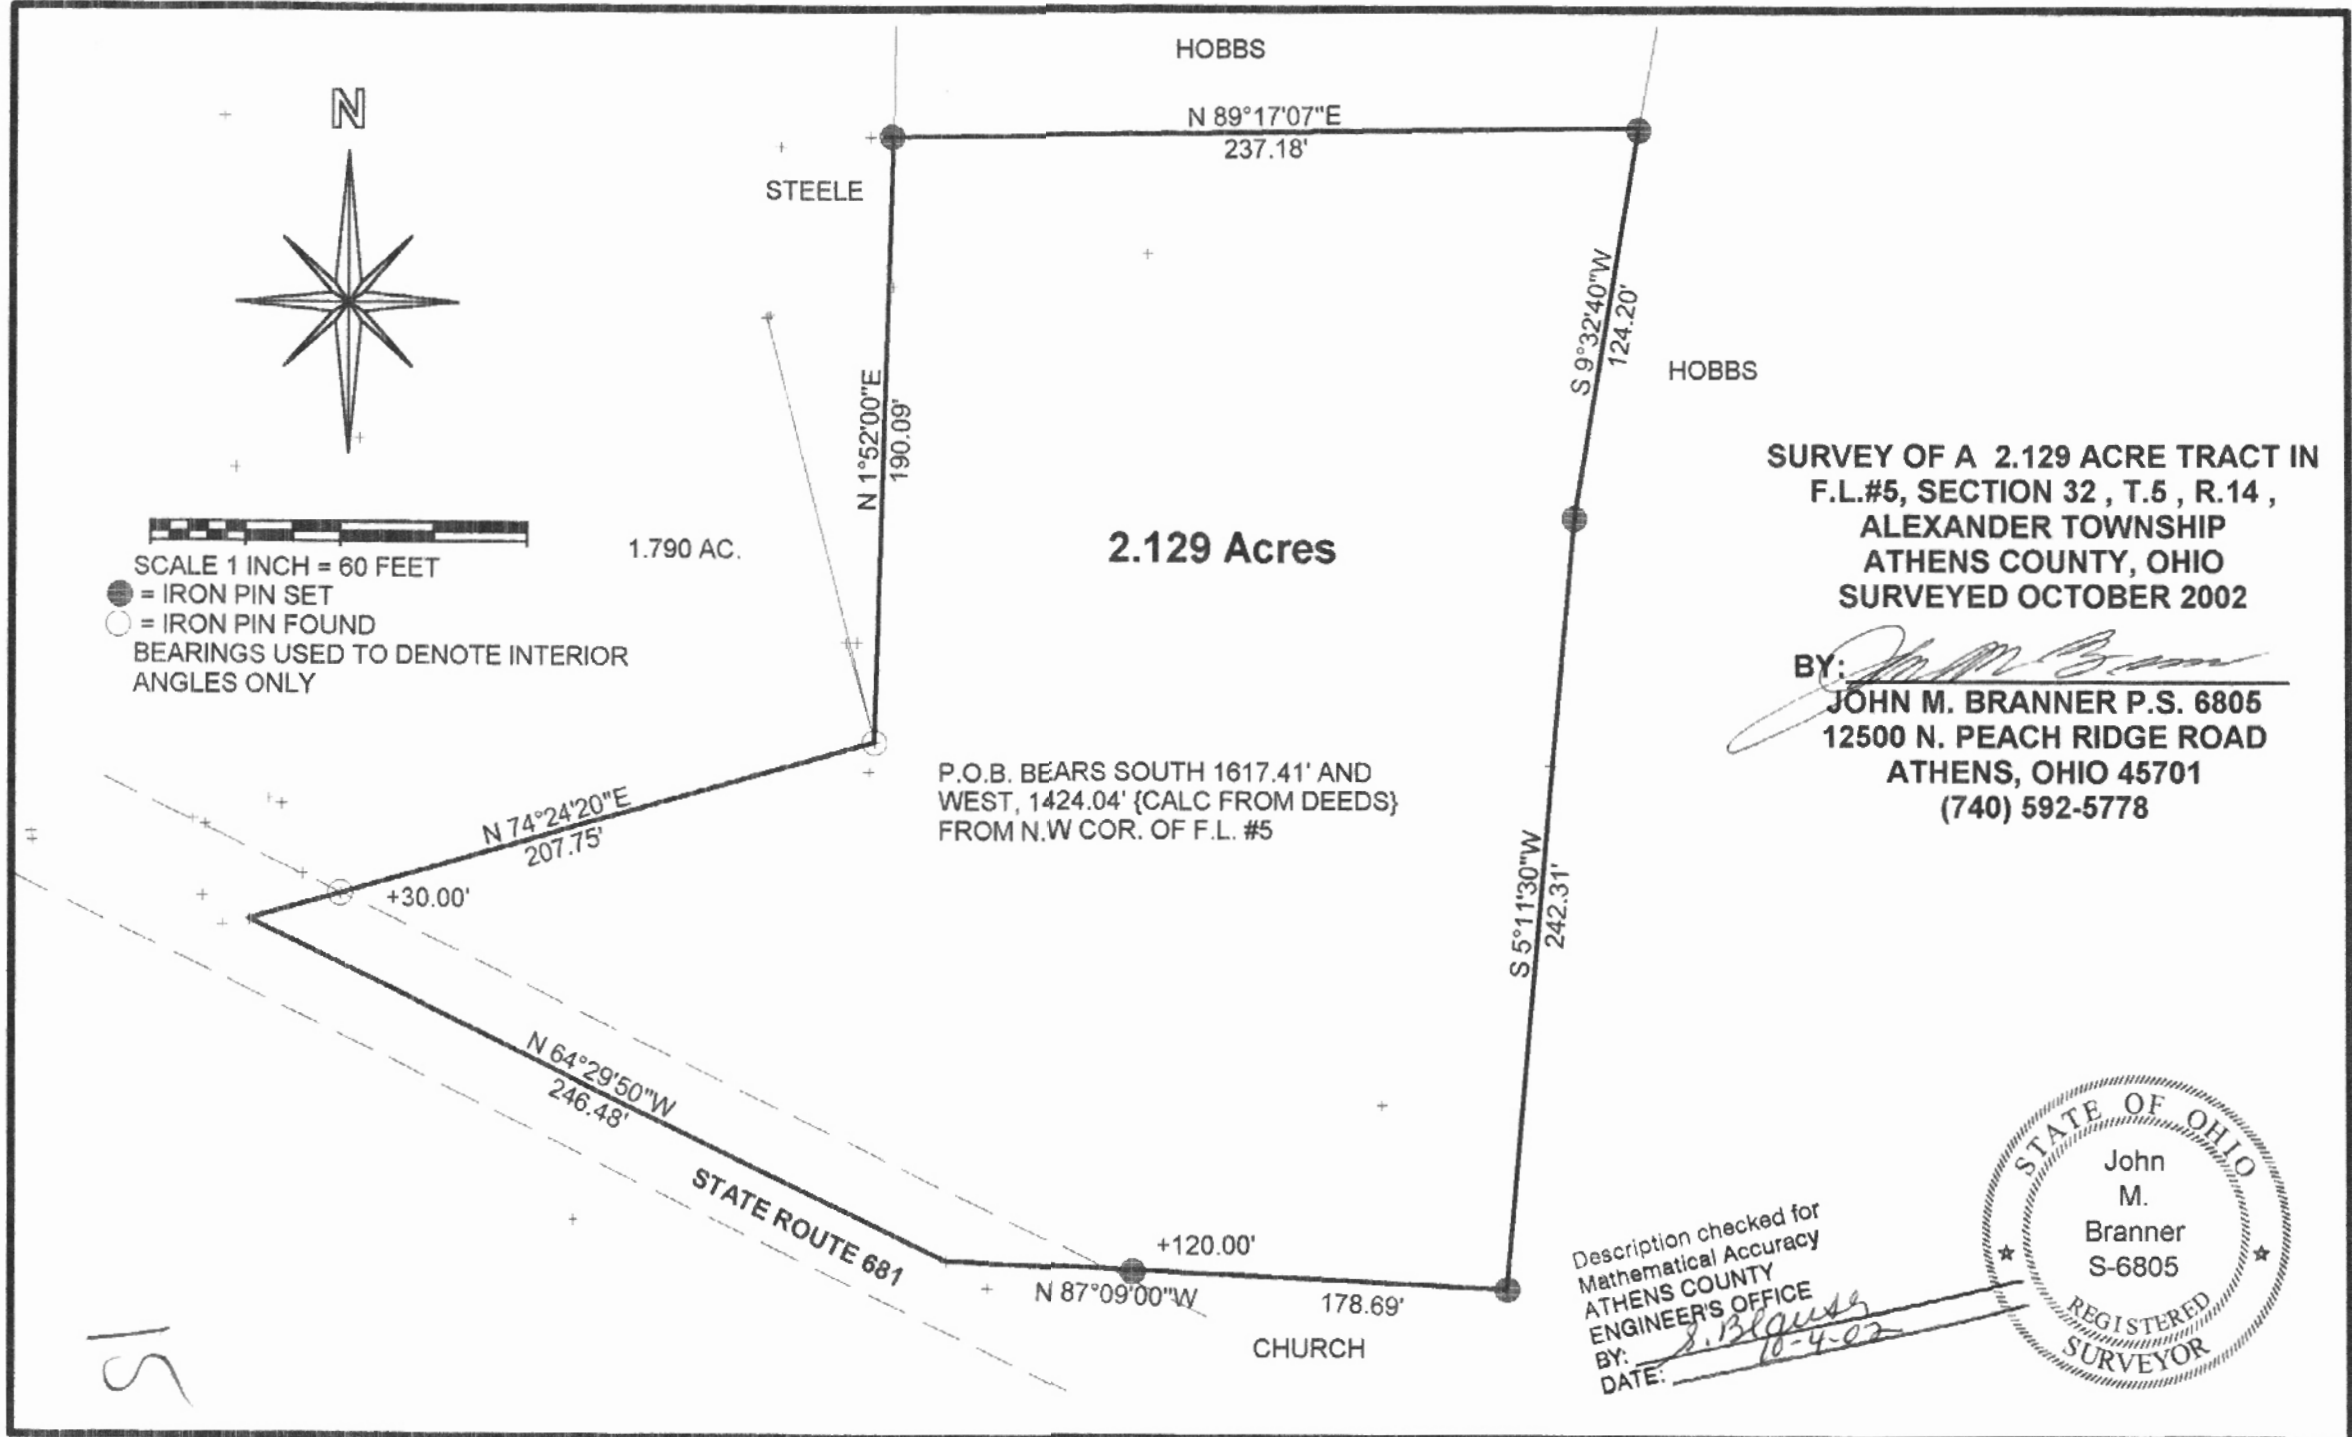 HOBBS
N
N 89°17'07"E
237.18'
STEELE
S 9°32'40"W
124.20'
HOBBS
N 1°52'00"E
190.09'
SCALE 1 INCH = 60 FEET
= IRON PIN SET
= IRON PIN FOUND
BEARINGS USED TO DENOTE INTERIOR
ANGLES ONLY
1.790 AC.
2.129 Acres
SURVEY OF A 2.129 ACRE TRACT IN
F.L.#5, SECTION 32 , T.5 , R.14 ,
ALEXANDER TOWNSHIP
ATHENS COUNTY, OHIO
SURVEYED OCTOBER 2002
BY:
JOHN M. BRANNER P.S. 6805
12500 N. PEACH RIDGE ROAD
ATHENS, OHIO 45701
(740) 592-5778
P.O.B. BEARS SOUTH 1617.41' AND
WEST, 1424.04' {CALC FROM DEEDS}
FROM N.W COR. OF F.L. #5
N 74°24'20"E
207.75'
+30.00'
S 5°11'30"W
242.31'
N 64°29'50"W
246.48'
STATE ROUTE 681
+120.00'
N 87°09'00"W
178.69'
CHURCH
Description checked for
Mathematical Accuracy
ATHENS COUNTY
ENGINEER'S OFFICE
BY:
DATE: 10-4-02
STATE OF OHIO
John
M.
Branner
S-6805
REGISTERED
SURVEYOR